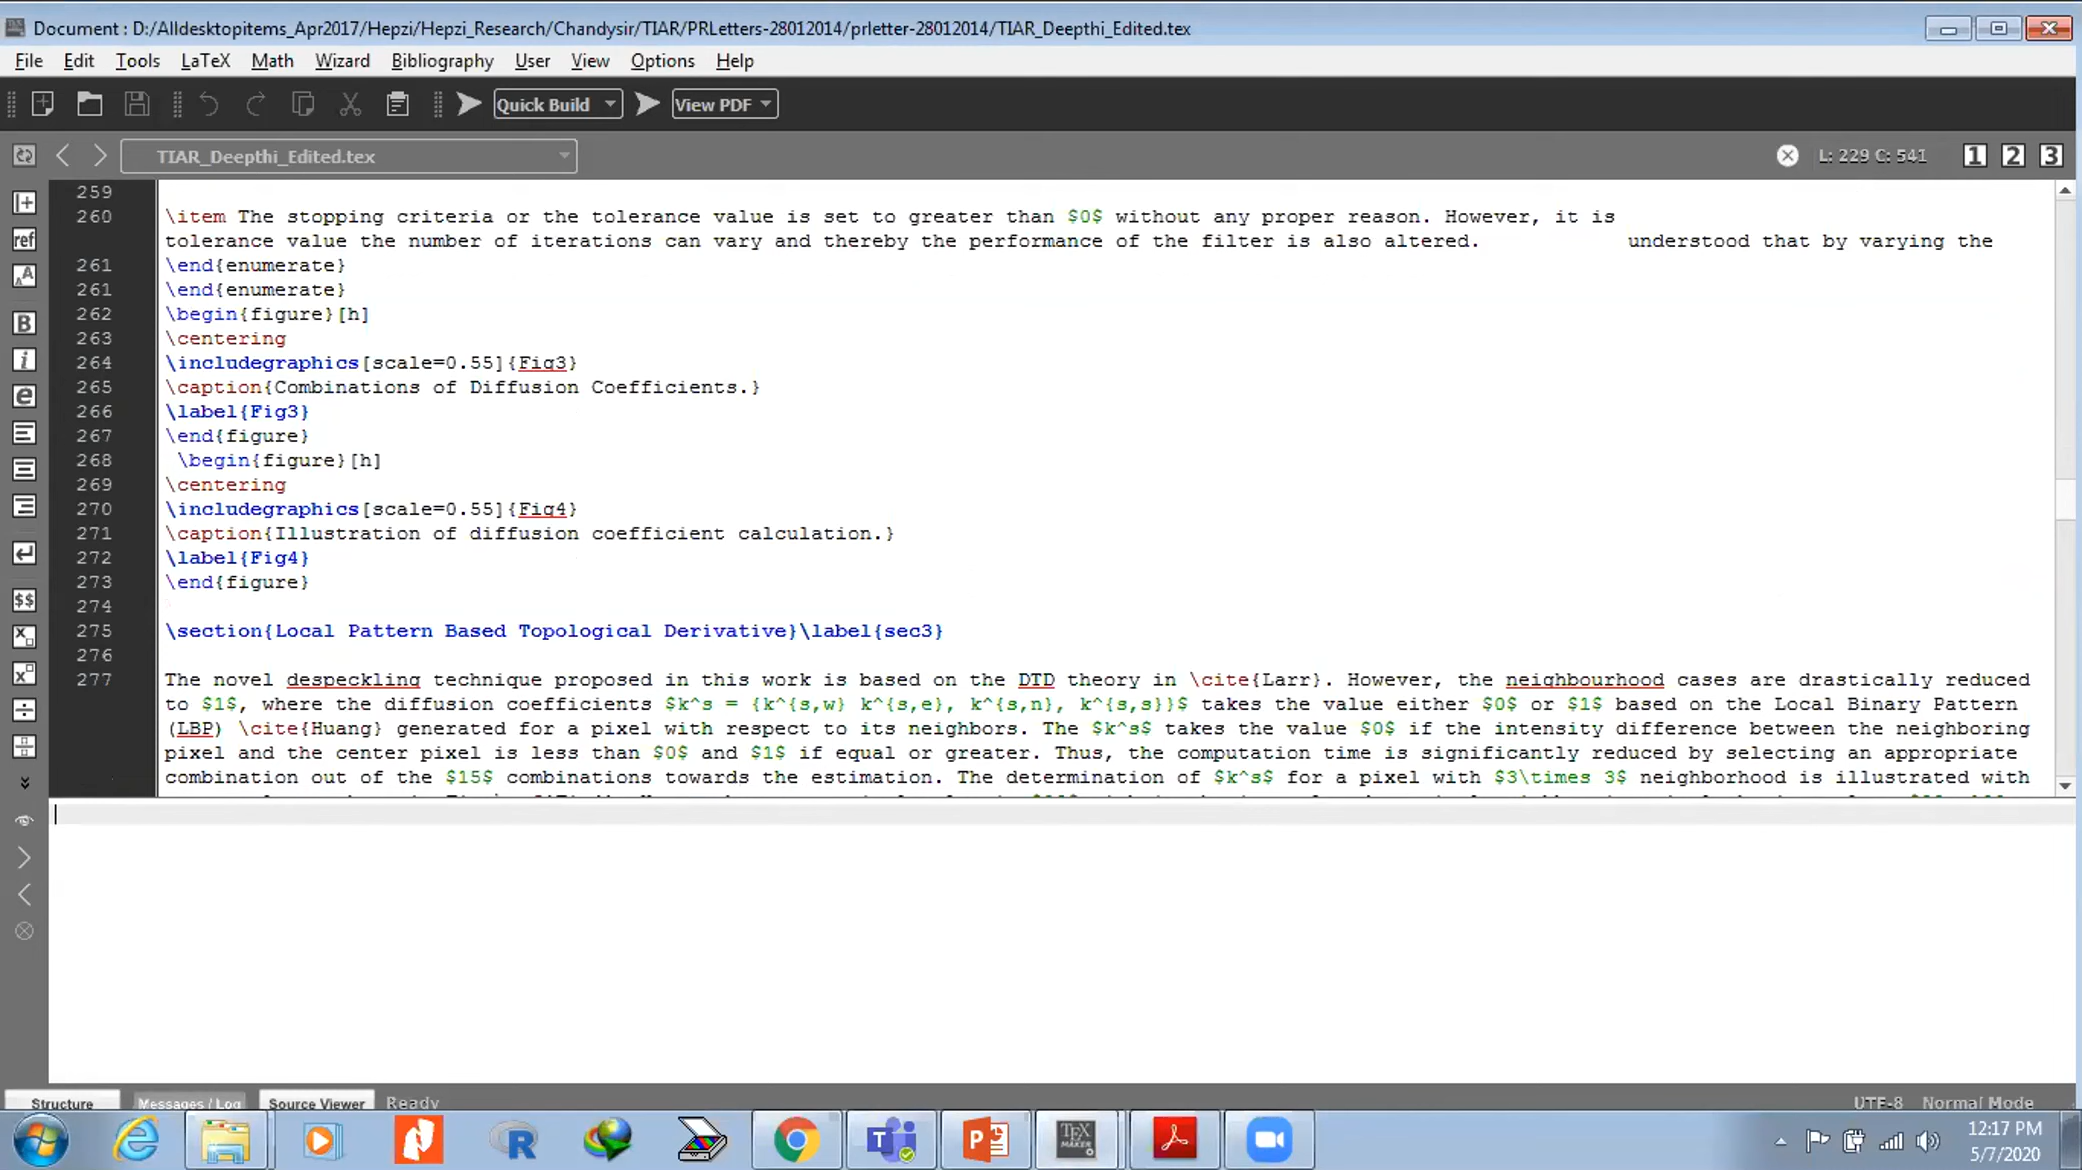 Document : D:/Alldesktopitems_Apr2017/Hepzi/Hepzi_Research/Chandysir/TIAR/PRLetters-28012014/prletter-28012014/TIAR_Deepthi_Edited.tex
File Edit Tools LaTeX Math Wizard Bibliography User View Options Help
Quick Build View PDF
TIAR_Deepthi_Edited.tex L: 229 C: 541 1 2 3
259
260 \item The stopping criteria or the tolerance value is set to greater than $0$ without any proper reason. However, it is
tolerance value the number of iterations can vary and thereby the performance of the filter is also altered. understood that by varying the
261 \end{enumerate}
261 \end{enumerate}
262 \begin{figure}[h]
263 \centering
264 \includegraphics[scale=0.55]{Fig3}
265 \caption{Combinations of Diffusion Coefficients.}
266 \label{Fig3}
267 \end{figure}
268 \begin{figure}[h]
269 \centering
270 \includegraphics[scale=0.55]{Fig4}
271 \caption{Illustration of diffusion coefficient calculation.}
272 \label{Fig4}
273 \end{figure}
274
275 \section{Local Pattern Based Topological Derivative}\label{sec3}
276
277 The novel despeckling technique proposed in this work is based on the DTD theory in \cite{Larr}. However, the neighbourhood cases are drastically reduced
to $1$, where the diffusion coefficients $k^s = {k^{s,w} k^{s,e}, k^{s,n}, k^{s,s}}$ takes the value either $0$ or $1$ based on the Local Binary Pattern
(LBP) \cite{Huang} generated for a pixel with respect to its neighbors. The $k^s$ takes the value $0$ if the intensity difference between the neighboring
pixel and the center pixel is less than $0$ and $1$ if equal or greater. Thus, the computation time is significantly reduced by selecting an appropriate
combination out of the $15$ combinations towards the estimation. The determination of $k^s$ for a pixel with $3\times 3$ neighborhood is illustrated with
Structure Messages / Log Source Viewer Ready UTF-8 Normal Mode
12:17 PM
5/7/2020